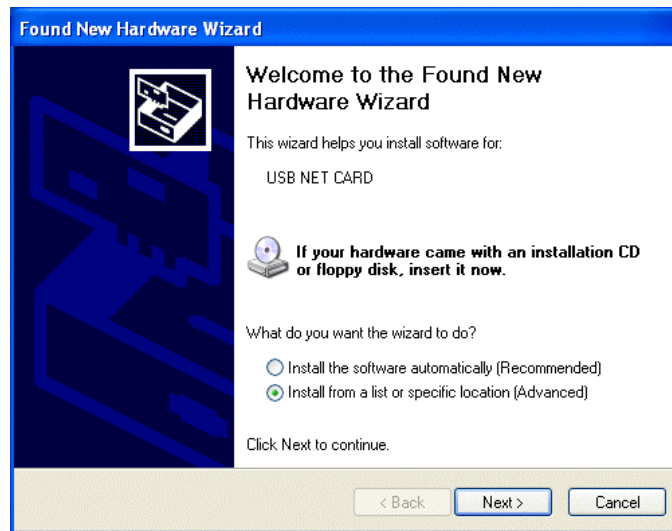 Found New Hardware Wizard
Welcome to the Found New
Hardware Wizard
This wizard helps you install software for:
USB NET CARD
If your hardware came with an installation CD
or floppy disk, insert it now.
What do you want the wizard to do?
Install the software automatically (Recommended)
Install from a list or specific location (Advanced)
Click Next to continue.
< Back
Next >
Cancel